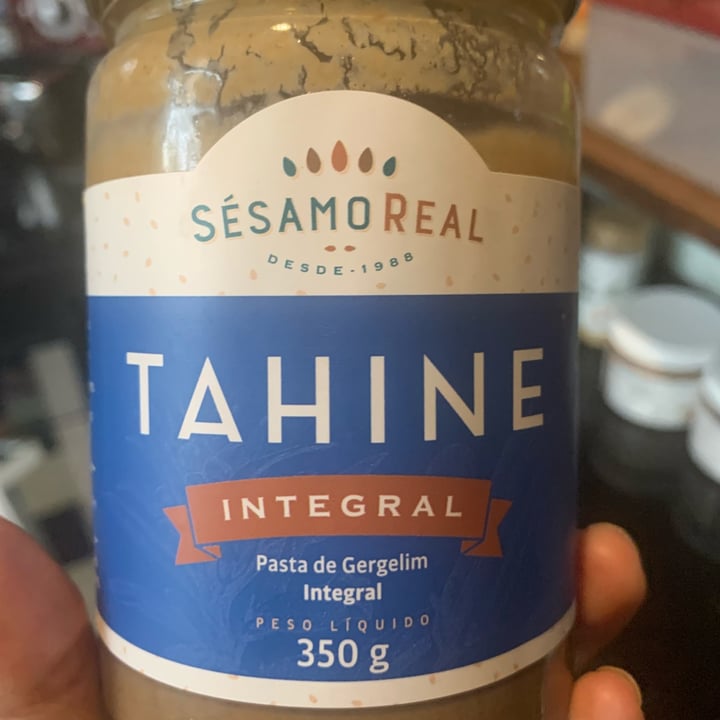 SÉSAMOREAL
DESDE-1988
TAHINE
INTEGRAL
Pasta de Gergelim
Integral
PESO LÍQUIDO
350 g